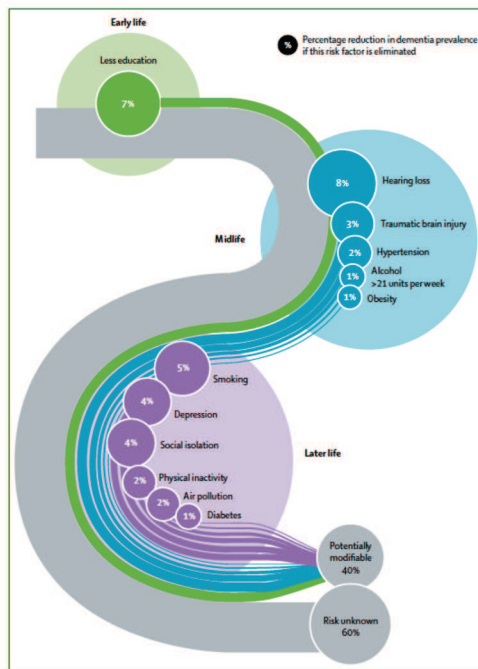 Early life
% Percentage reduction in dementia prevalence
if this risk factor is eliminated
Less education
7%
8% Hearing loss
3% Traumatic brain injury
Midlife
2% Hypertension
1% Alcohol
>21 units per week
1% Obesity
5% Smoking
4% Depression
4% Social isolation
Later life
2% Physical inactivity
2% Air pollution
1% Diabetes
Potentially
modifiable
40%
Risk unknown
60%